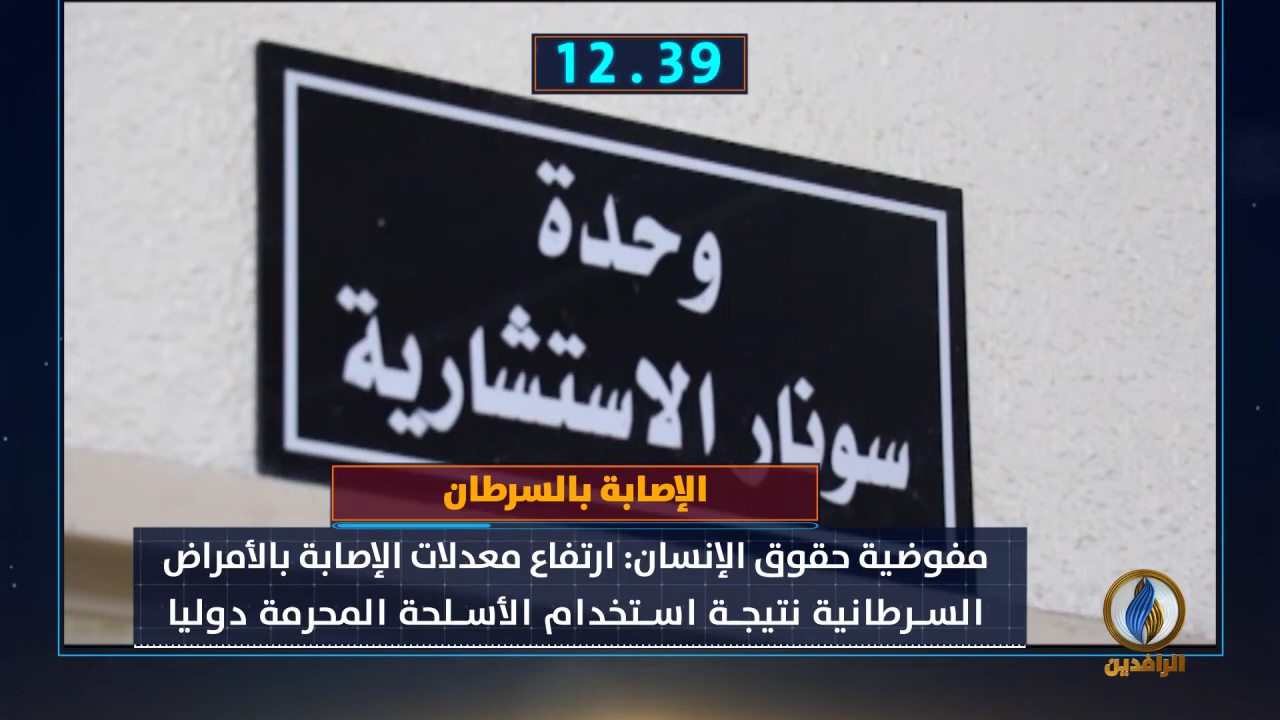 12.39
وحدة
سونار الاستشارية
الإصابة بالسرطان
مفوضية حقوق الإنسان: ارتفاع معدلات الإصابة بالأمراض
السرطانية نتيجة استخدام الأسلحة المحرمة دوليا
الرافدين